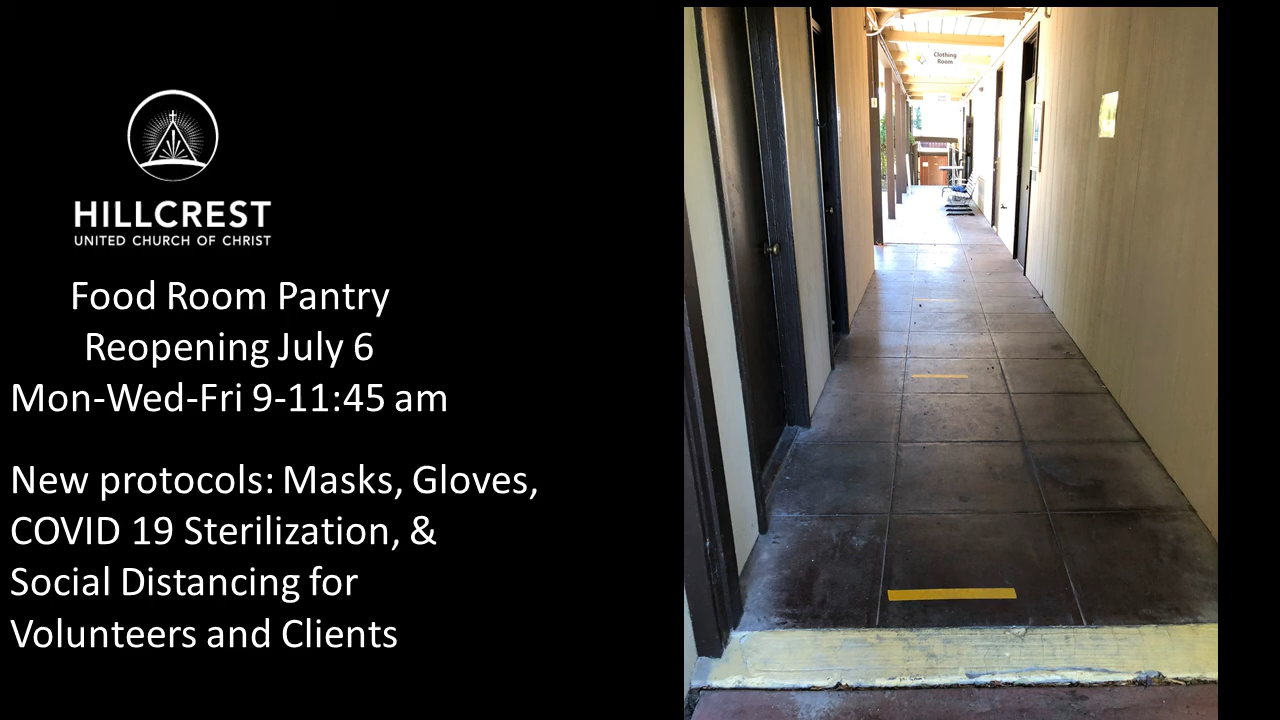 HILLCREST
UNITED CHURCH OF CHRIST
Food Room Pantry
Reopening July 6
Mon-Wed-Fri 9-11:45 am
New protocols: Masks, Gloves,
COVID 19 Sterilization, &
Social Distancing for
Volunteers and Clients
Clothing
Room